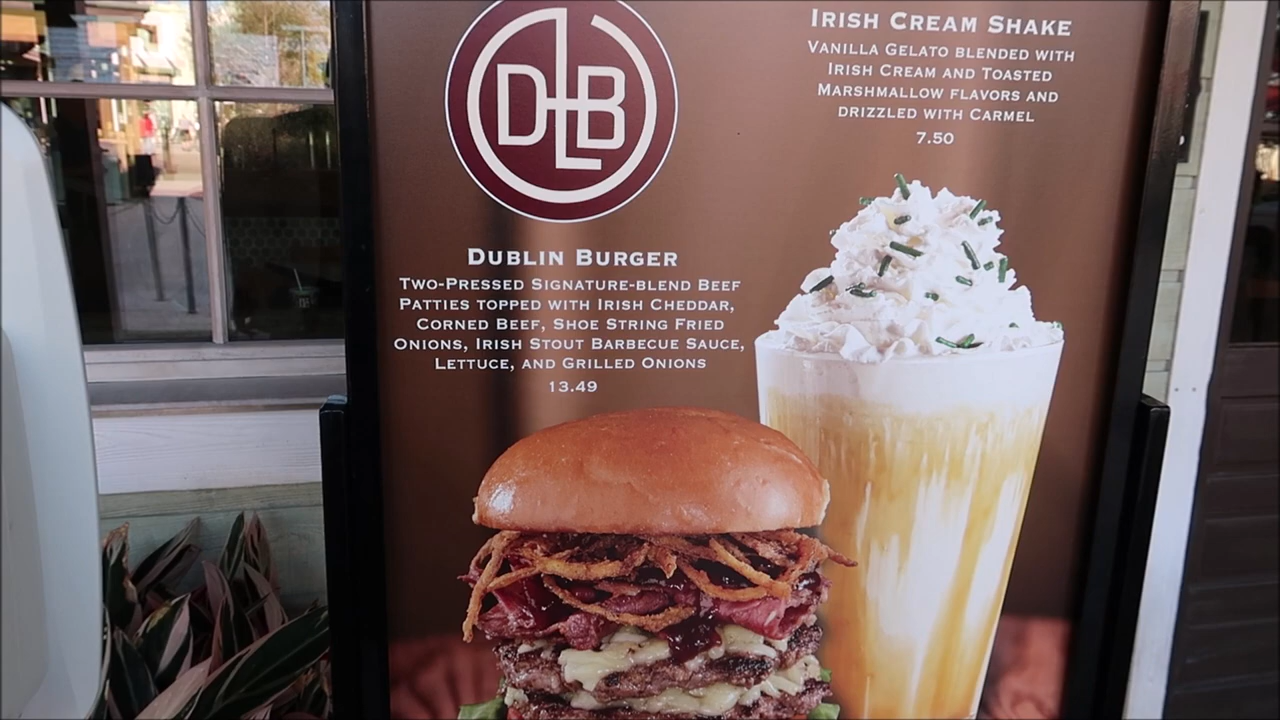 DLB
Irish Cream Shake
Vanilla Gelato blended with
Irish Cream and Toasted
Marshmallow flavors and
drizzled with Carmel
7.50
Dublin Burger
Two-Pressed Signature-blend Beef
Patties topped with Irish Cheddar,
Corned Beef, Shoe String Fried
Onions, Irish Stout Barbecue Sauce,
Lettuce, and Grilled Onions
13.49